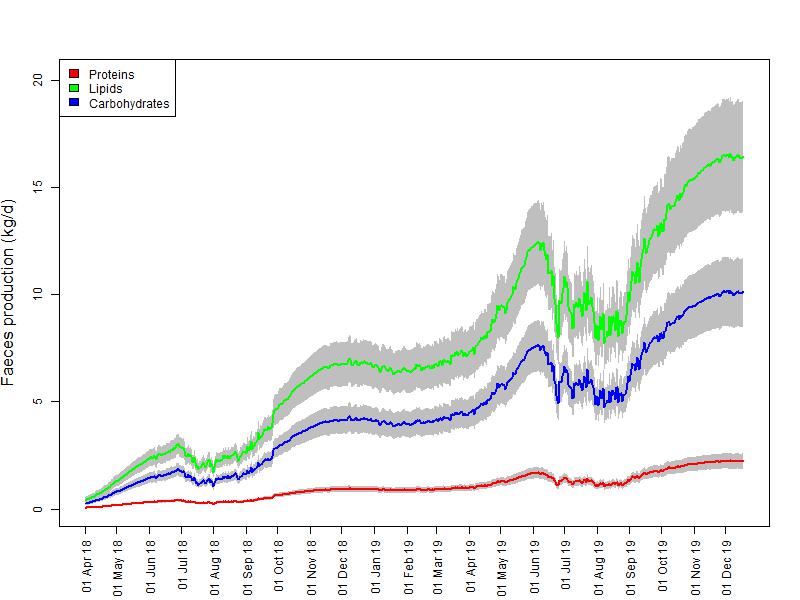 Proteins
Lipids
Carbohydrates
Faeces production (kg/d)
20
15
10
5
0
01 Apr 18
01 May 18
01 Jun 18
01 Jul 18
01 Aug 18
01 Sep 18
01 Oct 18
01 Nov 18
01 Dec 18
01 Jan 19
01 Feb 19
01 Mar 19
01 Apr 19
01 May 19
01 Jun 19
01 Jul 19
01 Aug 19
01 Sep 19
01 Oct 19
01 Nov 19
01 Dec 19